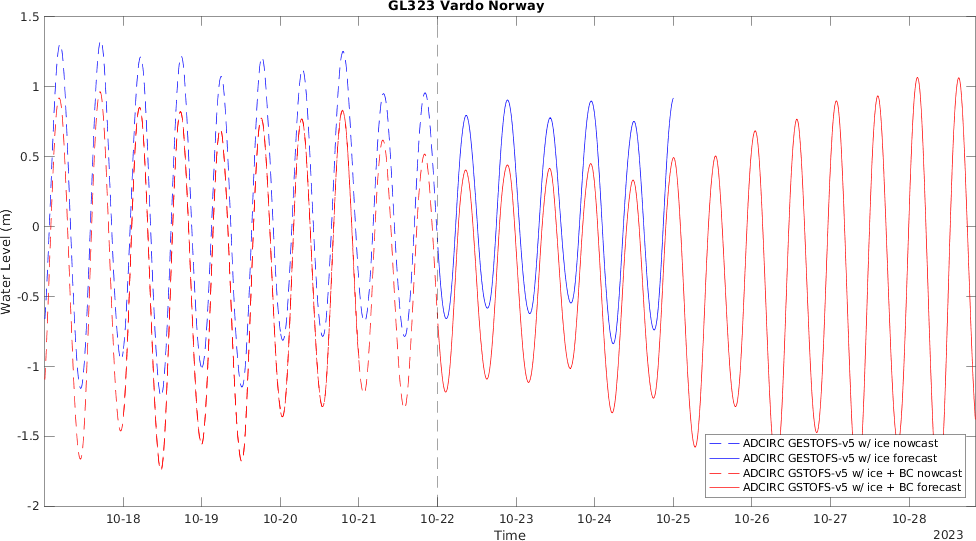 GL323 Vardo Norway
1.5
1
0.5
0
-0.5
-1
-1.5
-2
Water Level (m)
10-18 10-19 10-20 10-21 10-22 10-23 10-24 10-25 10-26 10-27 10-28
Time
2023
ADCIRC GESTOFS-v5 w/ ice nowcast
ADCIRC GESTOFS-v5 w/ ice forecast
ADCIRC GSTOFS-v5 w/ ice + BC nowcast
ADCIRC GSTOFS-v5 w/ ice + BC forecast